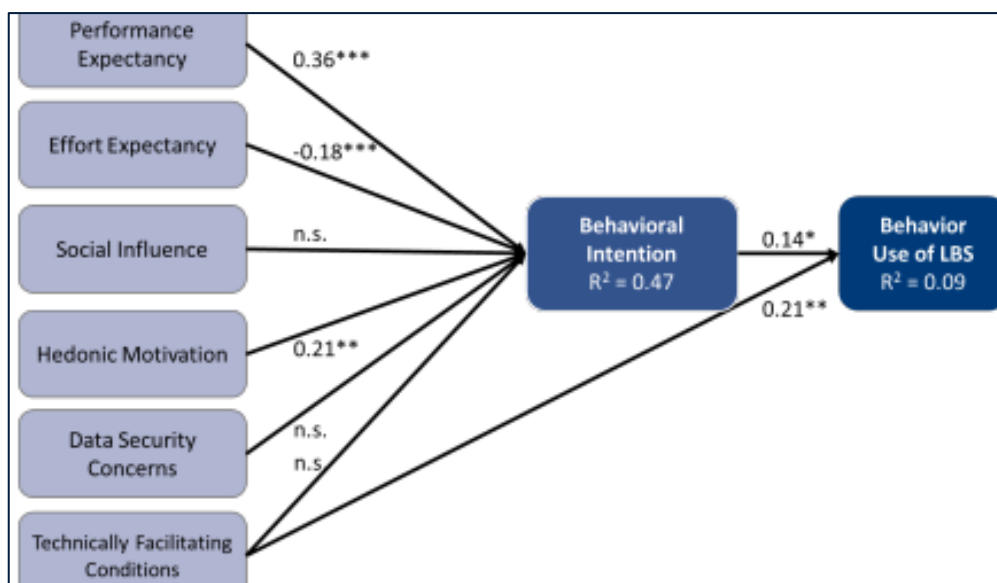 Performance
Expectancy
0.36***
Effort Expectancy
-0.18***
Social Influence
n.s.
Behavioral
Intention
R² = 0.47
0.14*
Behavior
Use of LBS
R² = 0.09
0.21**
Hedonic Motivation
0.21**
Data Security
Concerns
n.s.
n.s
Technically Facilitating
Conditions